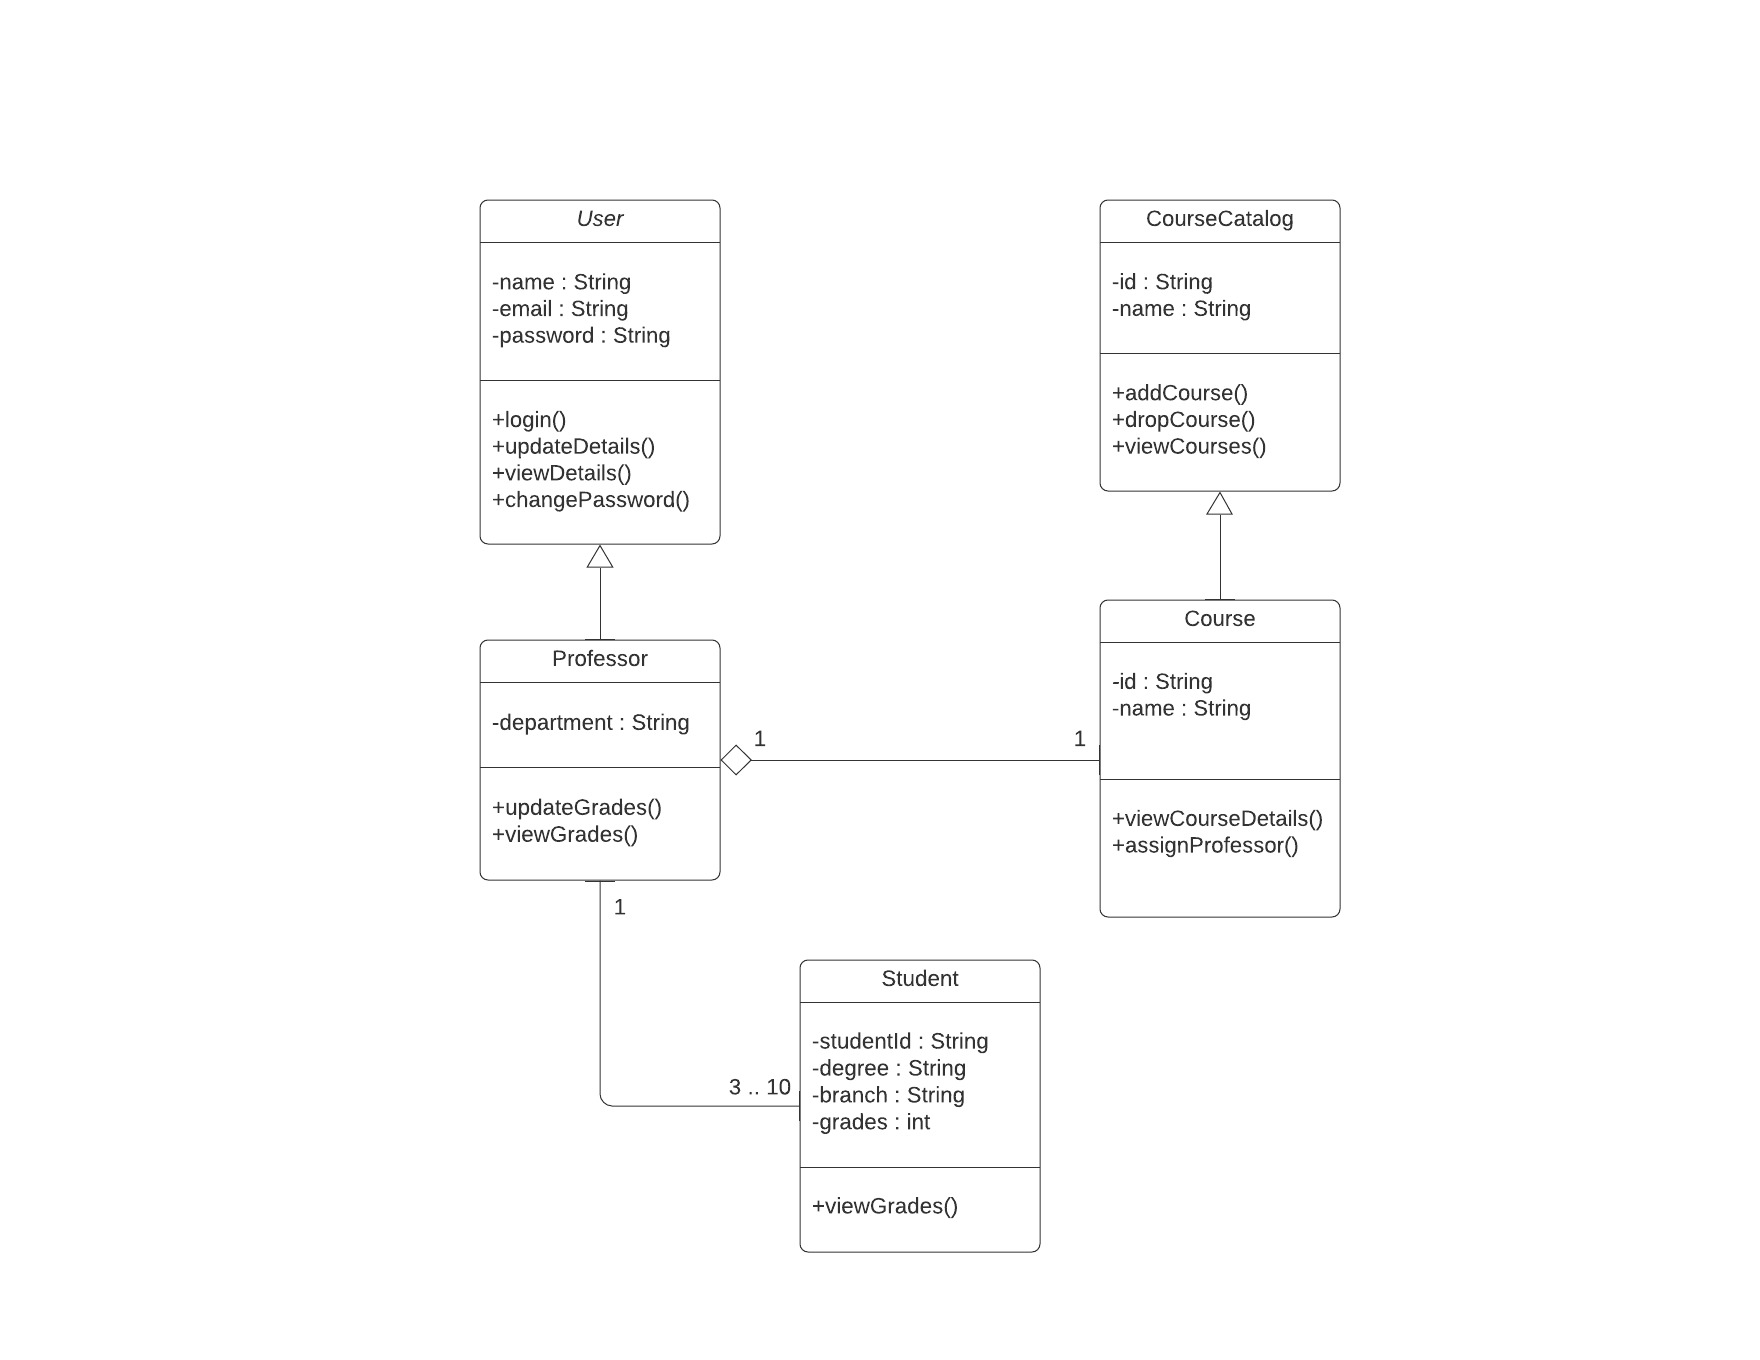 User
-name : String
-email : String
-password : String
+login()
+updateDetails()
+viewDetails()
+changePassword()
CourseCatalog
-id : String
-name : String
+addCourse()
+dropCourse()
+viewCourses()
Professor
-department : String
+updateGrades()
+viewGrades()
1
1
Course
-id : String
-name : String
+viewCourseDetails()
+assignProfessor()
1
3 .. 10
Student
-studentId : String
-degree : String
-branch : String
-grades : int
+viewGrades()